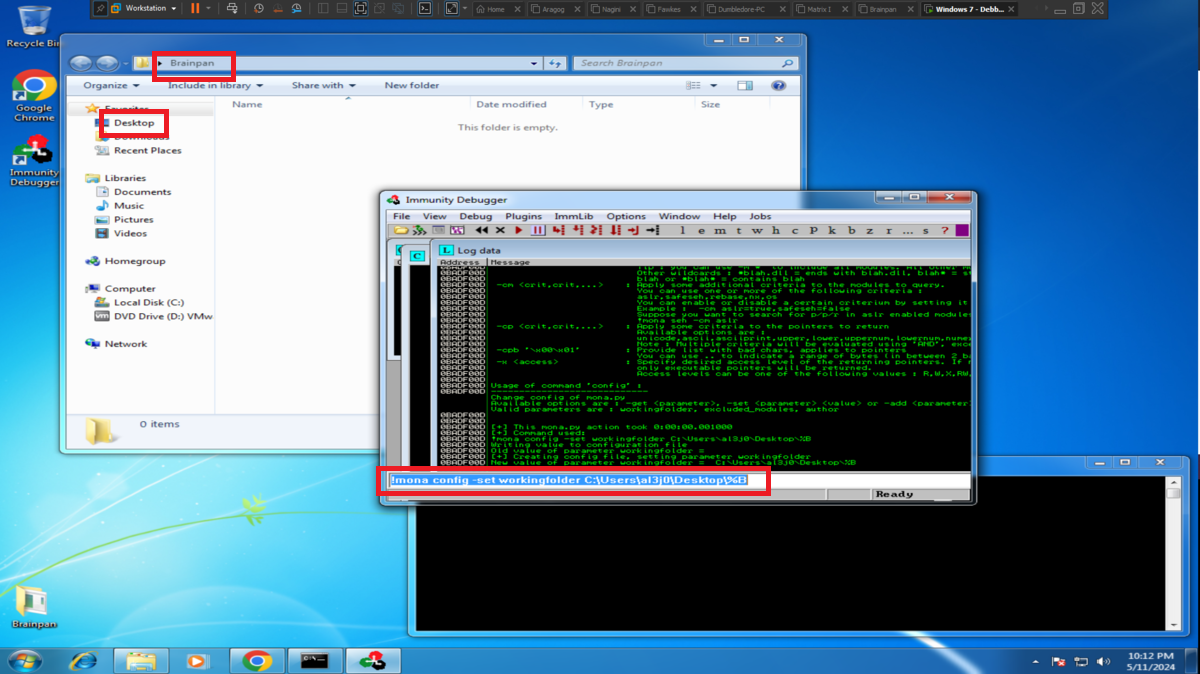 Workstation
Home
Aragog
Nagini
Fawkes
Dumbledore-PC
Matrix I
Brainpan
Windows 7 - Debb...
Recycle Bin
Google
Chrome
Immunity
Debugger
Brainpan
Brainpan
Search Brainpan
Organize
Include in library
Share with
New folder
Name
Date modified
Type
Size
This folder is empty.
Favorites
Desktop
Downloads
Recent Places
Libraries
Documents
Music
Pictures
Videos
Homegroup
Computer
Local Disk (C:)
DVD Drive (D:) VMw
Network
0 items
Immunity Debugger
File View Debug Plugins ImmLib Options Window Help Jobs
l e m t w h c P k b z r ... s ?
Log data
Address Message
0BADF00D Other wildcards : *blah.dll = ends with blah.dll, blah* = st
0BADF00D blah or *blah* = contains blah
0BADF00D -cm <crit,crit,...> : Apply some additional criteria to the modules to query.
0BADF00D You can use one or more of the following criteria :
0BADF00D aslr,safeseh,rebase,nx,os
0BADF00D You can enable or disable a certain criterium by setting it
0BADF00D Example : -cm aslr=true,safeseh=false
0BADF00D Suppose you want to search for p/p/r in aslr enabled modules
0BADF00D !mona seh -cm aslr
0BADF00D -cp <crit,crit,...> : Apply some criteria to the pointers to return
0BADF00D Available options are :
0BADF00D unicode,ascii,asciiprint,upper,lower,uppernum,lowernum,numer
0BADF00D Note : Multiple criteria will be evaluated using "AND", exce
0BADF00D -cpb '\x00\x01' : Provide list with bad chars, applies to pointers
0BADF00D You can use .. to indicate a range of bytes (in between 2 ba
0BADF00D -x <access> : Specify desired access level of the returning pointers. If n
0BADF00D only executable pointers will be returned.
0BADF00D Access levels can be one of the following values : R,W,X,RW,
0BADF00D Usage of command 'config' :
0BADF00D Change config of mona.py
0BADF00D Available options are : -get <parameter>, -set <parameter> <value> or -add <parameter
0BADF00D Valid parameters are : workingfolder, excluded_modules, author
0BADF00D
0BADF00D [+] This mona.py action took 0:00:00.001000
0BADF00D [+] Command used:
0BADF00D !mona config -set workingfolder C:\Users\al3j0\Desktop\%B
0BADF00D Writing value to configuration file
0BADF00D Old value of parameter workingfolder =
0BADF00D [+] Creating config file, setting parameter workingfolder
0BADF00D New value of parameter workingfolder = C:\Users\al3j0\Desktop\%B
!mona config -set workingfolder C:\Users\al3j0\Desktop\%B
Ready
10:12 PM
5/11/2024